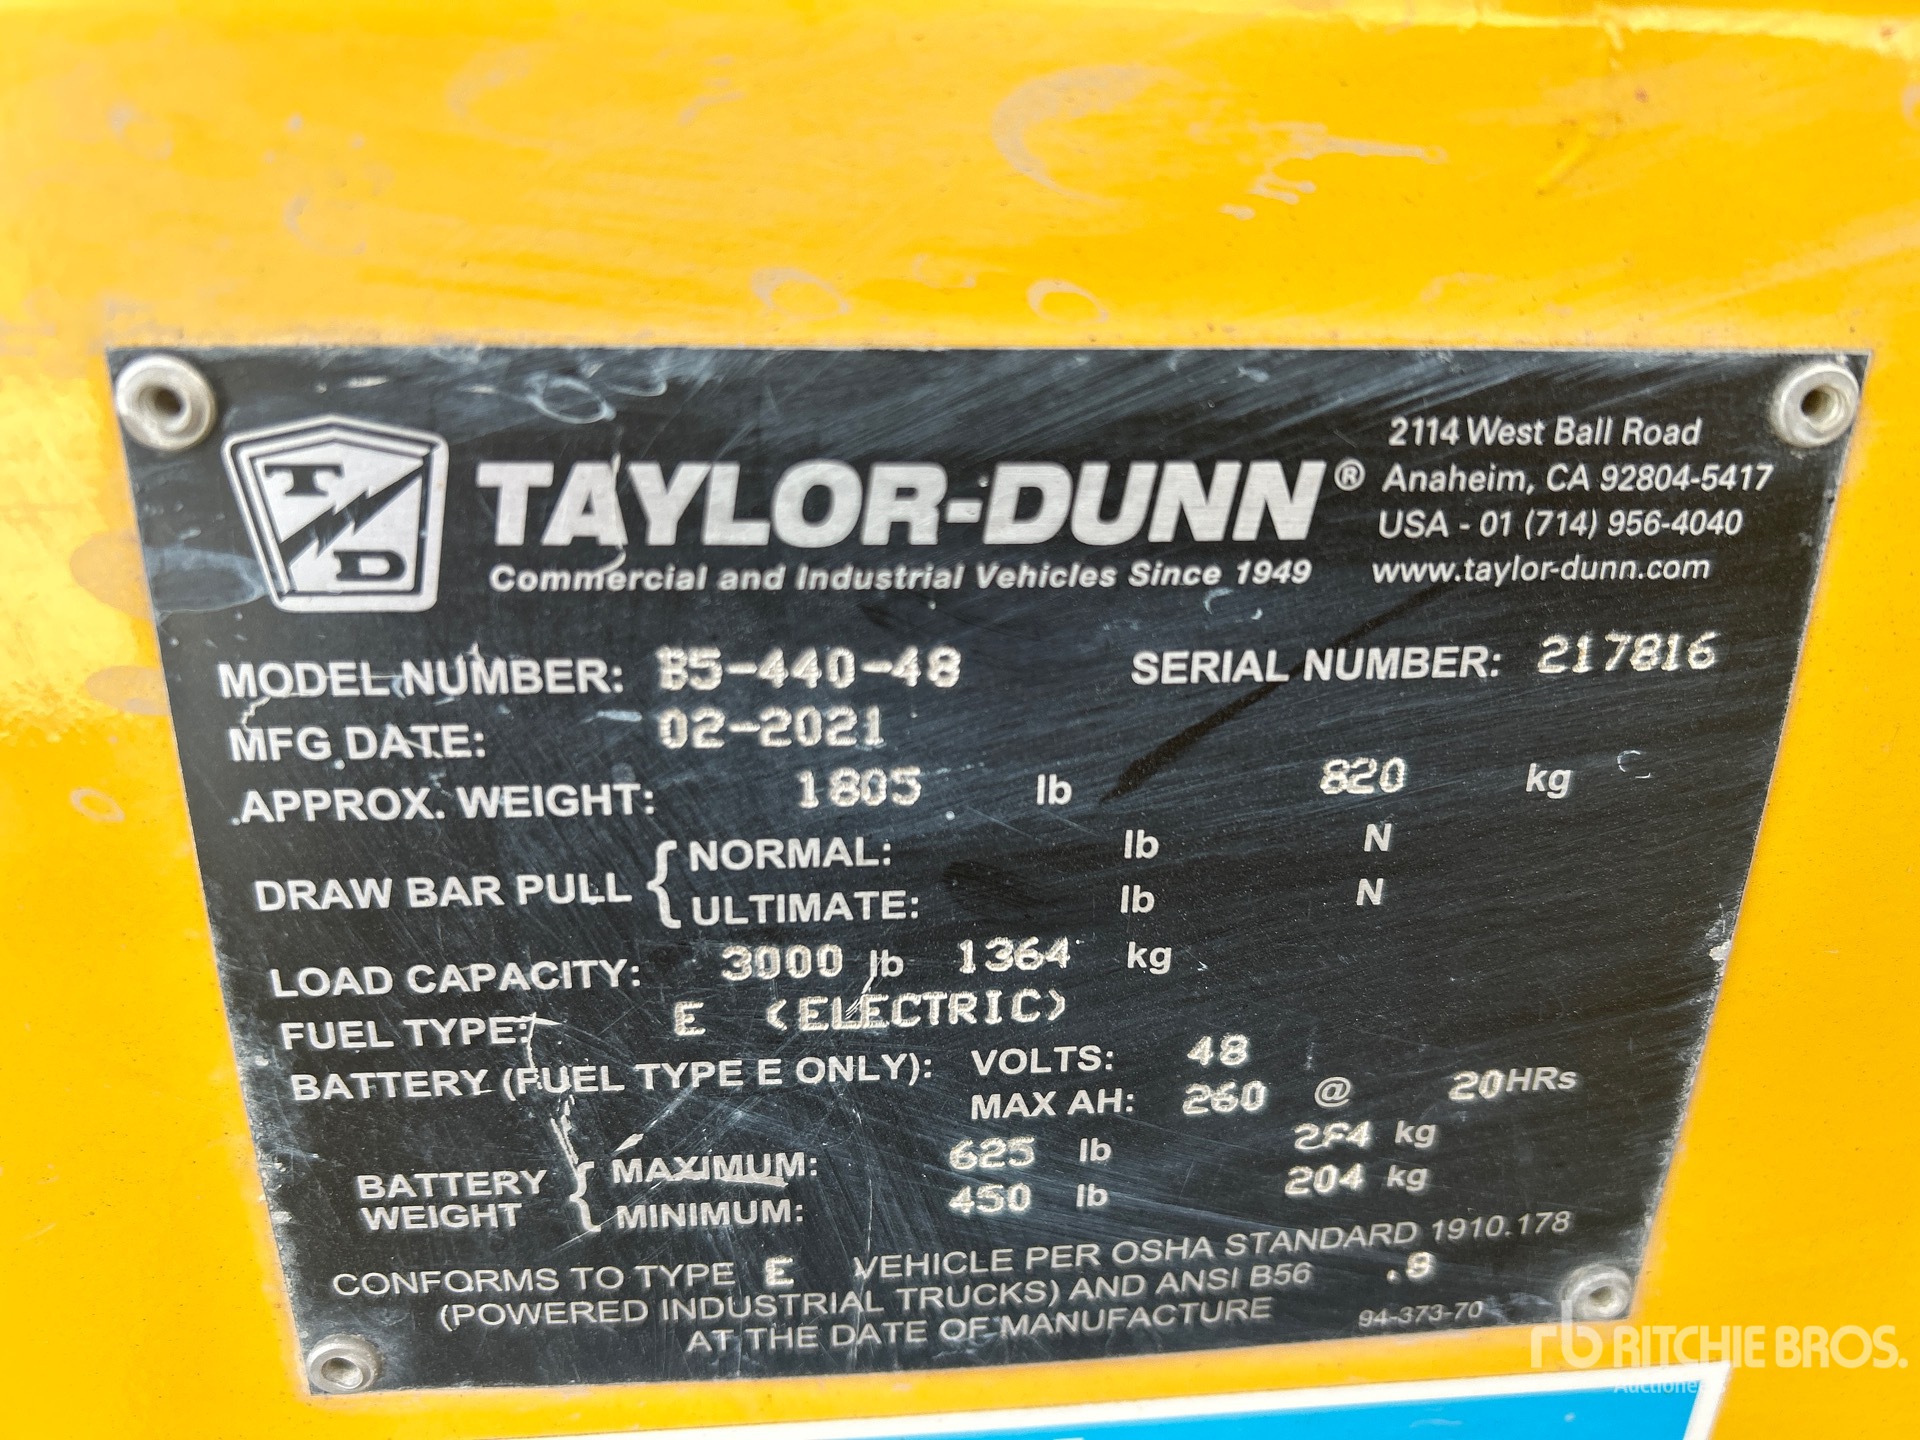 T D
TAYLOR-DUNN®
Commercial and Industrial Vehicles Since 1949
2114 West Ball Road
Anaheim, CA 92804-5417
USA - 01 (714) 956-4040
www.taylor-dunn.com
MODEL NUMBER: B5-440-48 SERIAL NUMBER: 217816
MFG DATE: 02-2021
APPROX. WEIGHT: 1805 lb 820 kg
DRAW BAR PULL { NORMAL: lb N
ULTIMATE: lb N
LOAD CAPACITY: 3000 lb 1364 kg
FUEL TYPE: E (ELECTRIC)
BATTERY (FUEL TYPE E ONLY): VOLTS: 48
MAX AH: 260 @ 20 HRs
BATTERY WEIGHT { MAXIMUM: 625 lb 284 kg
MINIMUM: 450 lb 204 kg
CONFORMS TO TYPE E VEHICLE PER OSHA STANDARD 1910.178
(POWERED INDUSTRIAL TRUCKS) AND ANSI B56 .8
AT THE DATE OF MANUFACTURE 94-373-70
rb RITCHIE BROS.
Auctioneers